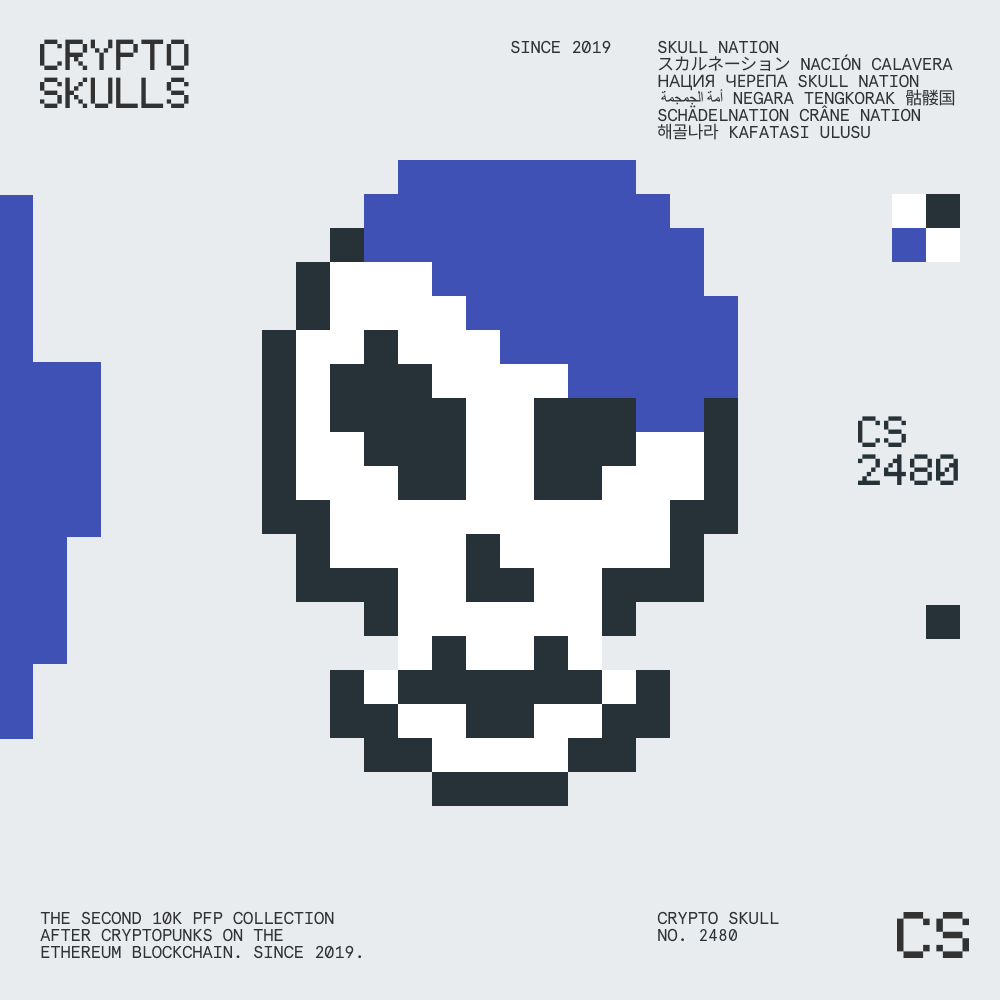 CRYPTO
SKULLS
SINCE 2019
SKULL NATION
スカルネーション NACIÓN CALAVERA
НАЦИЯ ЧЕРЕПА SKULL NATION
أمة الجمجمة NEGARA TENGKORAK 骷髅国
SCHÄDELNATION CRÂNE NATION
해골나라 KAFATASI ULUSU
CS
2480
THE SECOND 10K PFP COLLECTION
AFTER CRYPTOPUNKS ON THE
ETHEREUM BLOCKCHAIN. SINCE 2019.
CRYPTO SKULL
NO. 2480
CS